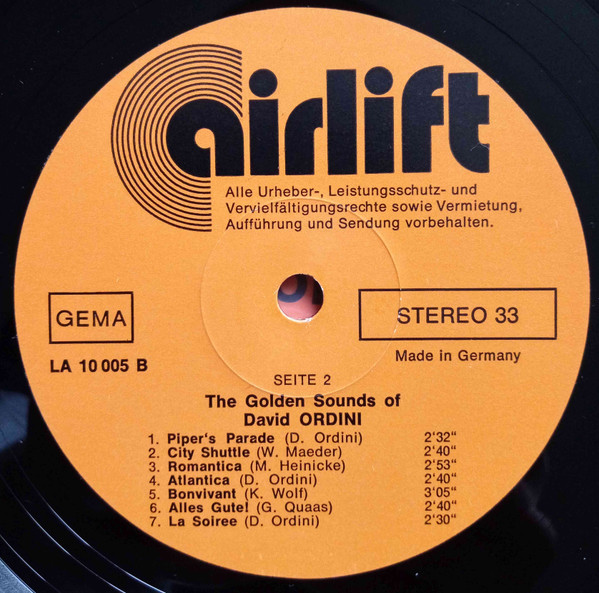 airlift
Alle Urheber-, Leistungsschutz- und
Vervielfältigungsrechte sowie Vermietung,
Aufführung und Sendung vorbehalten.
GEMA
STEREO 33
LA 10 005 B
Made in Germany
SEITE 2
The Golden Sounds of
David ORDINI
1. Piper's Parade (D. Ordini) 2'32"
2. City Shuttle (W. Maeder) 2'40"
3. Romantica (M. Heinicke) 2'53"
4. Atlantica (D. Ordini) 2'40"
5. Bonvivant (K. Wolf) 3'05"
6. Alles Gute! (G. Quaas) 2'40"
7. La Soiree (D. Ordini) 2'30"